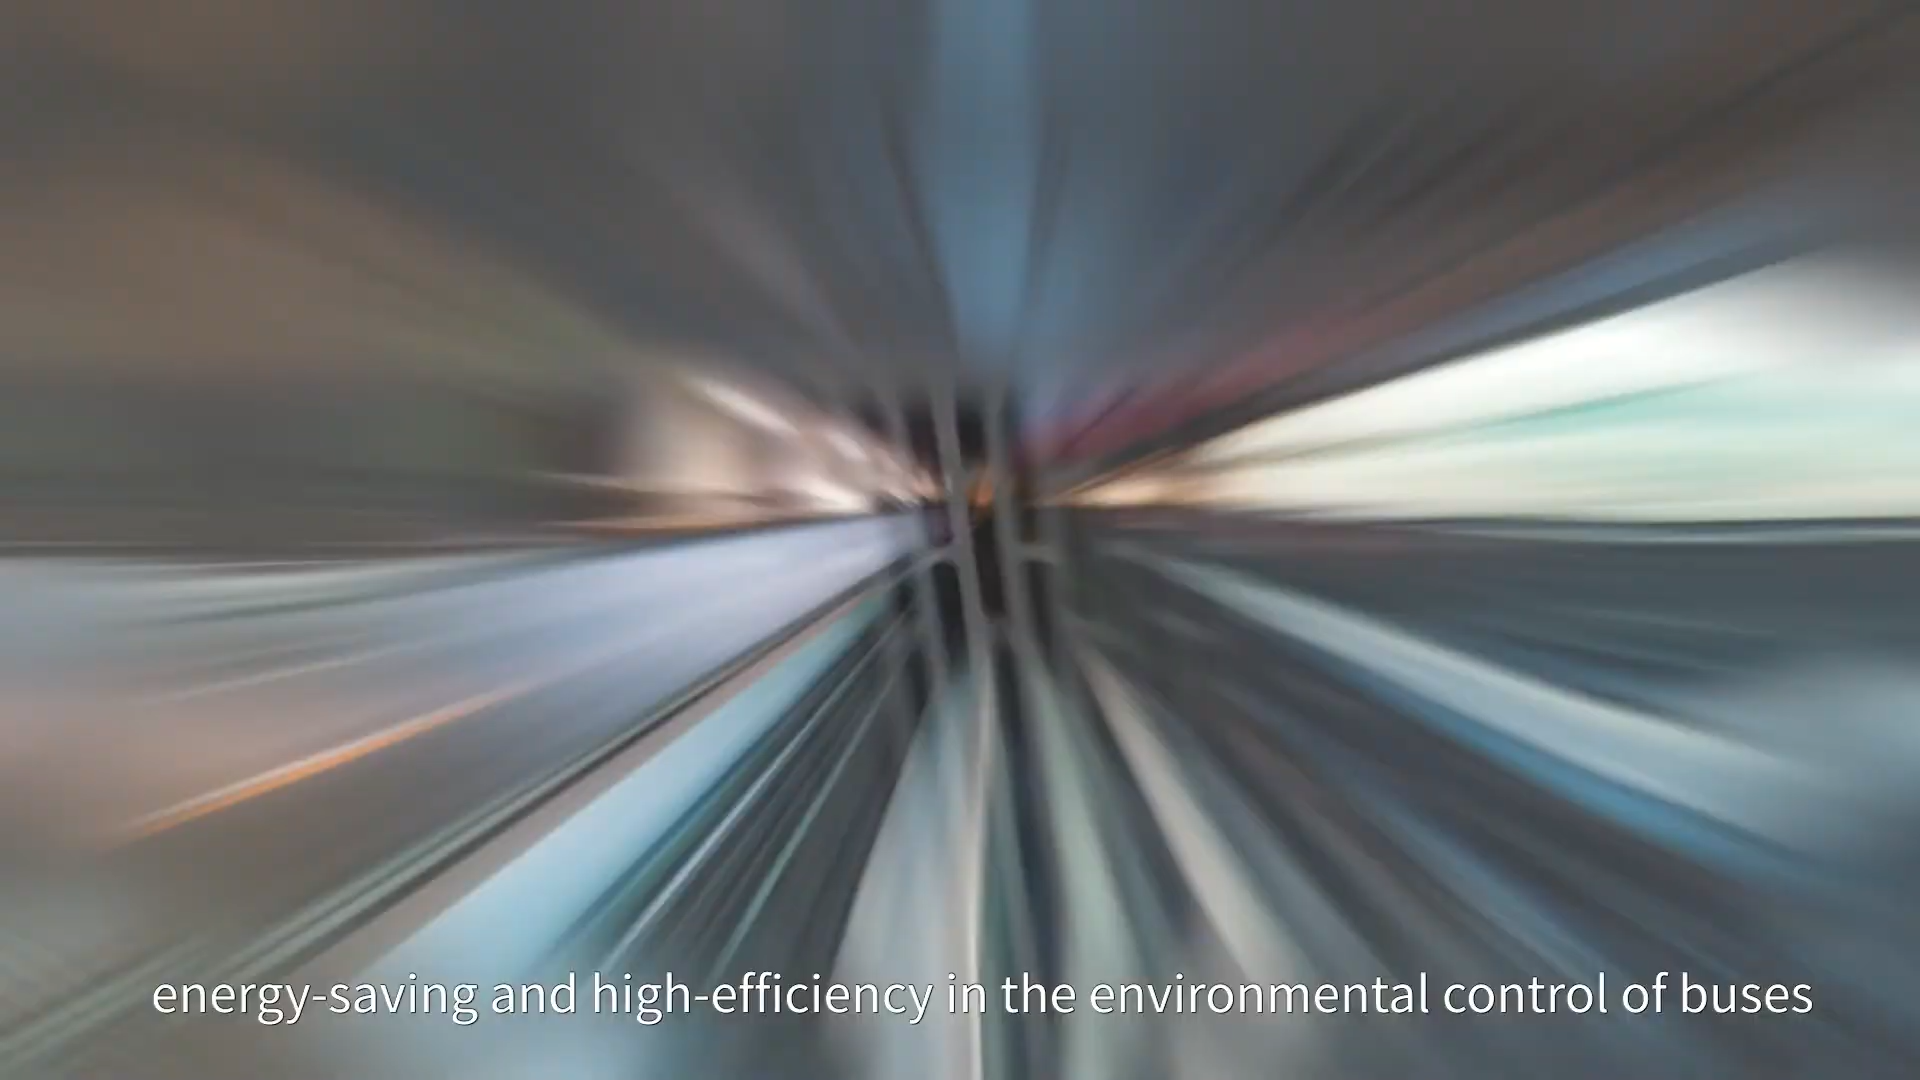 energy-saving and high-efficiency in the environmental control of buses